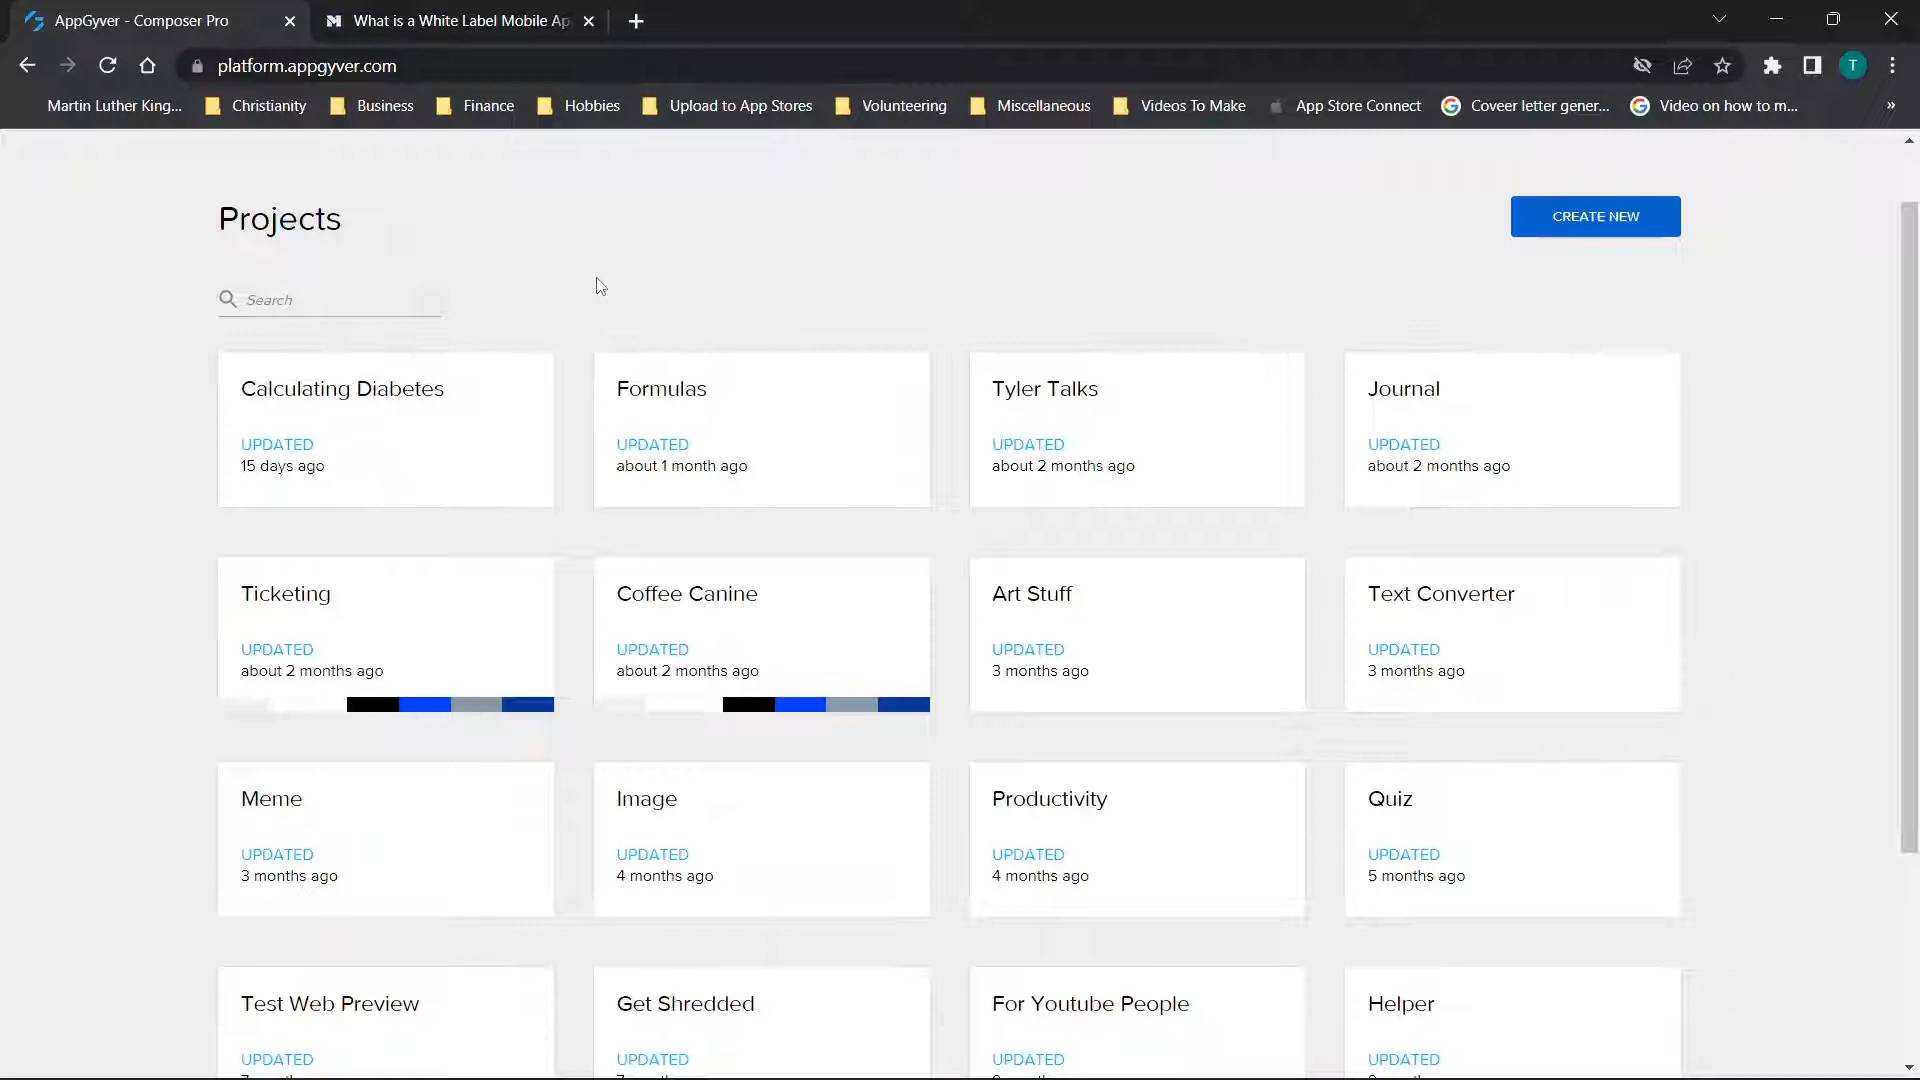 AppGyver - Composer Pro
What is a White Label Mobile Ap
platform.appgyver.com
T
Martin Luther King...
Christianity
Business
Finance
Hobbies
Upload to App Stores
Volunteering
Miscellaneous
Videos To Make
App Store Connect
Coveer letter gener...
Video on how to m...
»
Projects
CREATE NEW
Search
Calculating Diabetes
UPDATED
15 days ago
Formulas
UPDATED
about 1 month ago
Tyler Talks
UPDATED
about 2 months ago
Journal
UPDATED
about 2 months ago
Ticketing
UPDATED
about 2 months ago
Coffee Canine
UPDATED
about 2 months ago
Art Stuff
UPDATED
3 months ago
Text Converter
UPDATED
3 months ago
Meme
UPDATED
3 months ago
Image
UPDATED
4 months ago
Productivity
UPDATED
4 months ago
Quiz
UPDATED
5 months ago
Test Web Preview
UPDATED
Get Shredded
UPDATED
For Youtube People
UPDATED
Helper
UPDATED